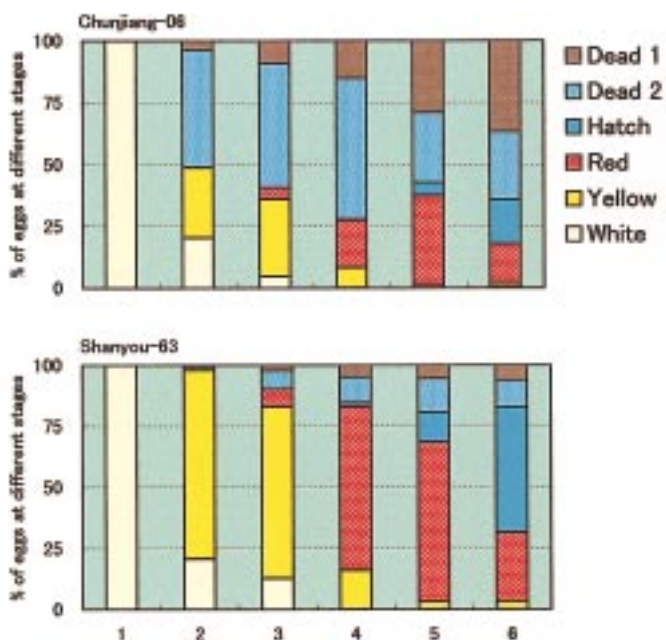 Chunjiang-06
% of eggs at different stages
100
75
50
25
0
Dead 1
Dead 2
Hatch
Red
Yellow
White
Shanyou-63
% of eggs at different stages
100
75
50
25
0
1 2 3 4 5 6